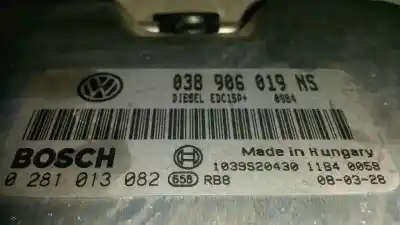 038 906 019 NS
DIESEL EDC15P+ 0984
BOSCH
Made in Hungary
1039S20430 1184 0058
0 281 013 082 658 RB8 08-03-28